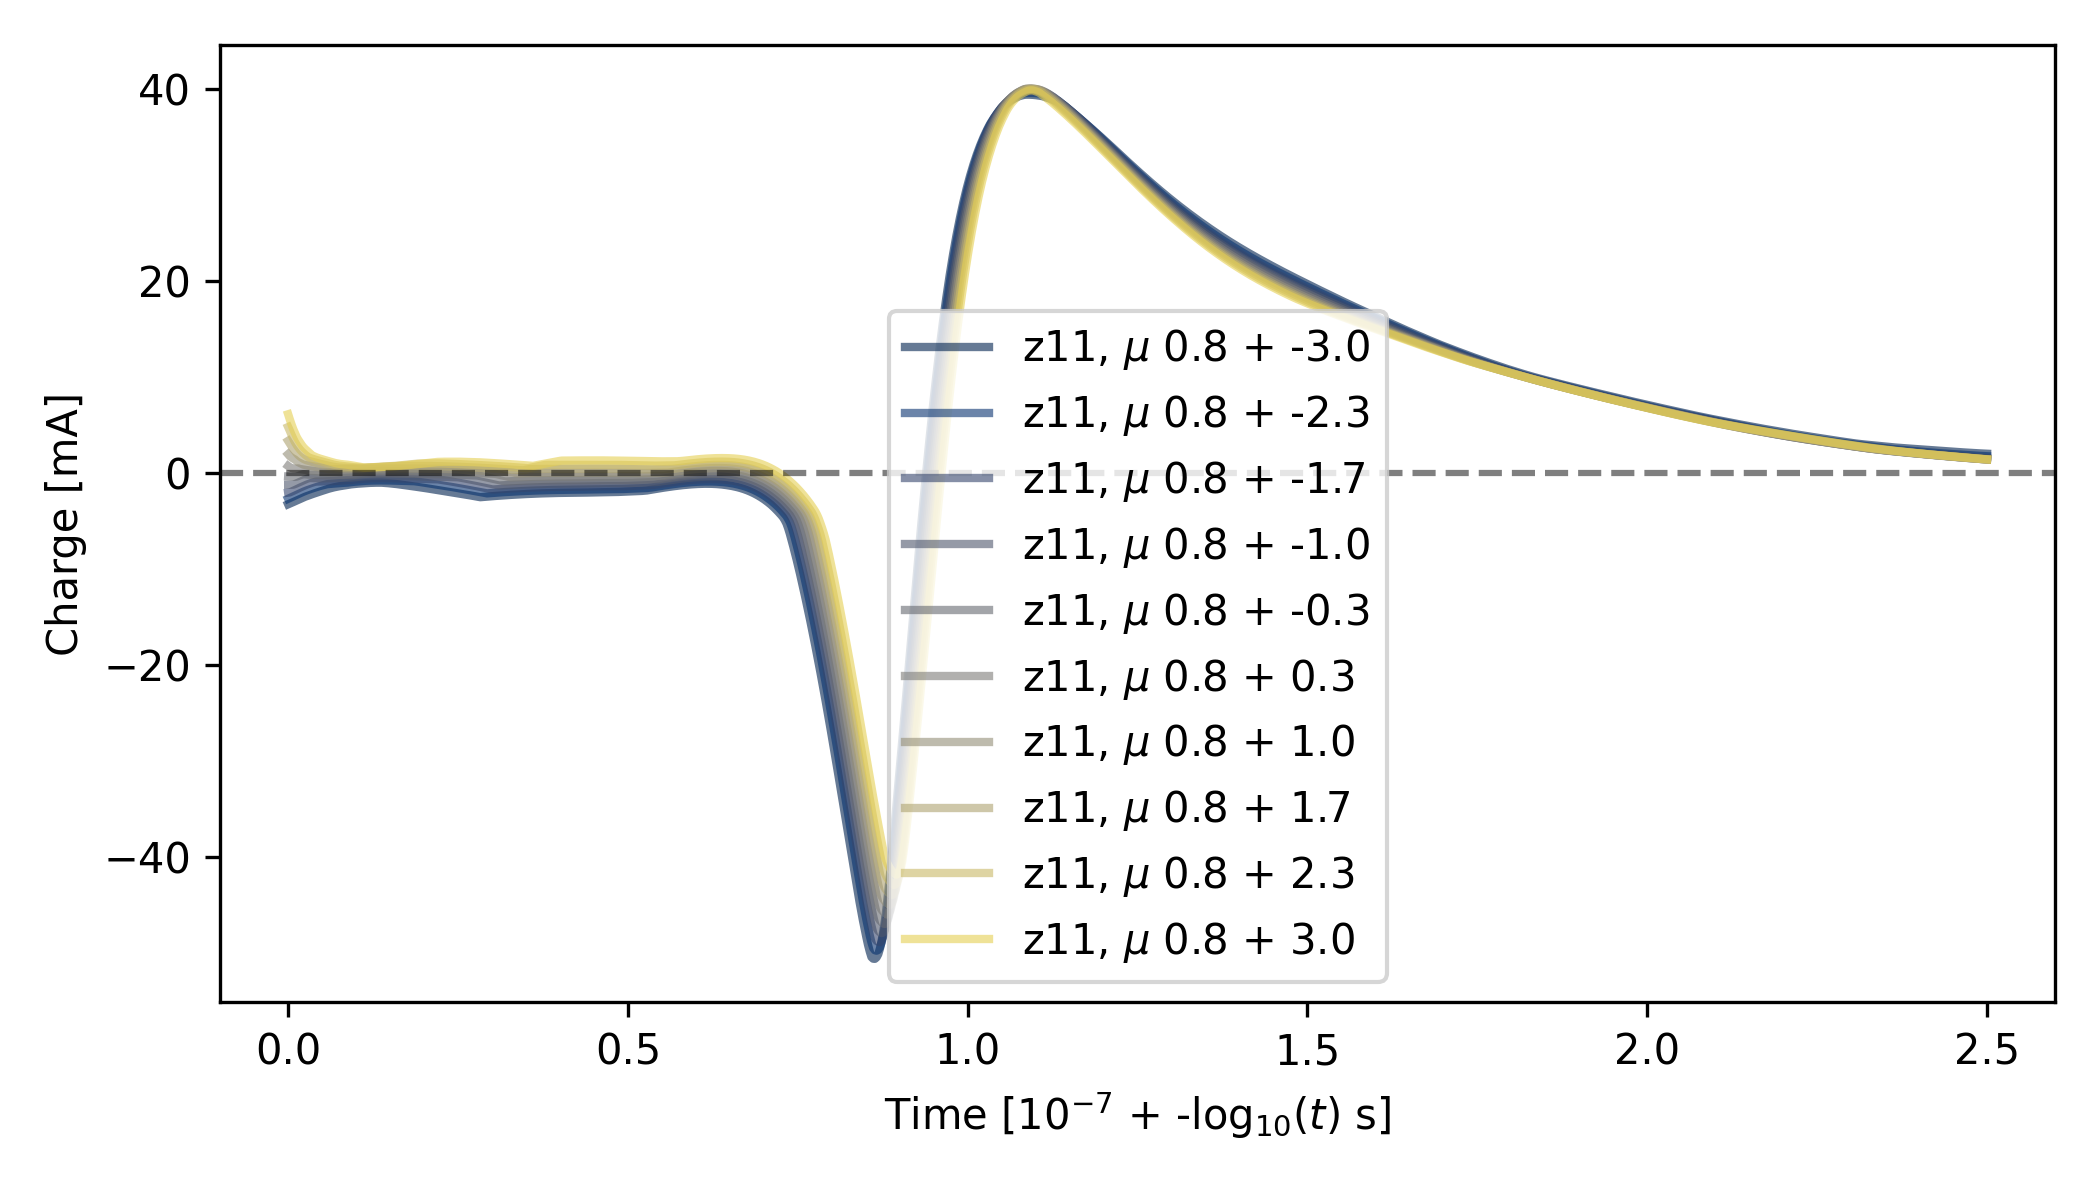 40
20
0
−20
−40
Charge [mA]
z11, μ 0.8 + -3.0
z11, μ 0.8 + -2.3
z11, μ 0.8 + -1.7
z11, μ 0.8 + -1.0
z11, μ 0.8 + -0.3
z11, μ 0.8 + 0.3
z11, μ 0.8 + 1.0
z11, μ 0.8 + 1.7
z11, μ 0.8 + 2.3
z11, μ 0.8 + 3.0
0.0 0.5 1.0 1.5 2.0 2.5
Time [10⁻⁷ + -log₁₀(t) s]